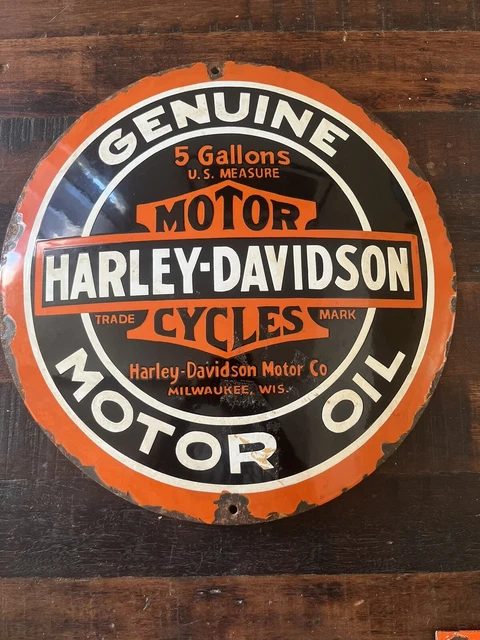 GENUINE
5 Gallons
U.S. MEASURE
MOTOR
HARLEY-DAVIDSON
TRADE CYCLES MARK
Harley-Davidson Motor Co
MILWAUKEE, WIS.
MOTOR OIL